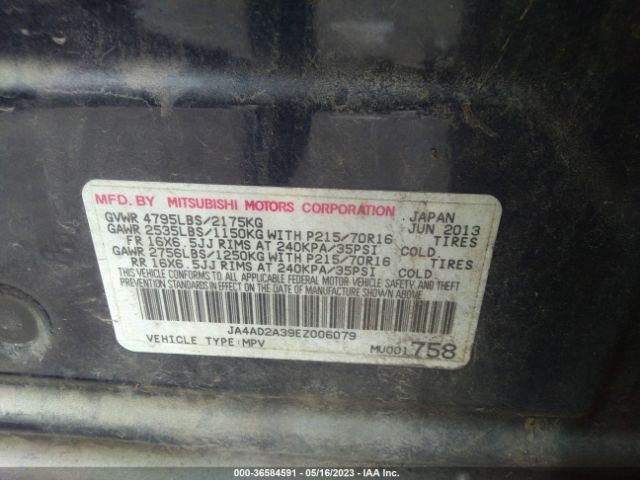 MFD. BY MITSUBISHI MOTORS CORPORATION JAPAN
GVWR 4795LBS/2175KG JUN 2013
GAWR 2535LBS/1150KG WITH P215/70R16 TIRES
FR 16X6.5JJ RIMS AT 240KPA/35PSI COLD
GAWR 2756LBS/1250KG WITH P215/70R16 TIRES
RR 16X6.5JJ RIMS AT 240KPA/35PSI COLD
THIS VEHICLE CONFORMS TO ALL APPLICABLE FEDERAL MOTOR VEHICLE SAFETY AND THEFT
PREVENTION STANDARDS IN EFFECT ON THE DATE OF MANUFACTURE SHOWN ABOVE.
JA4AD2A39EZ006079
VEHICLE TYPE:MPV MU001758
000-36584591 - 05/16/2023 - IAA Inc.